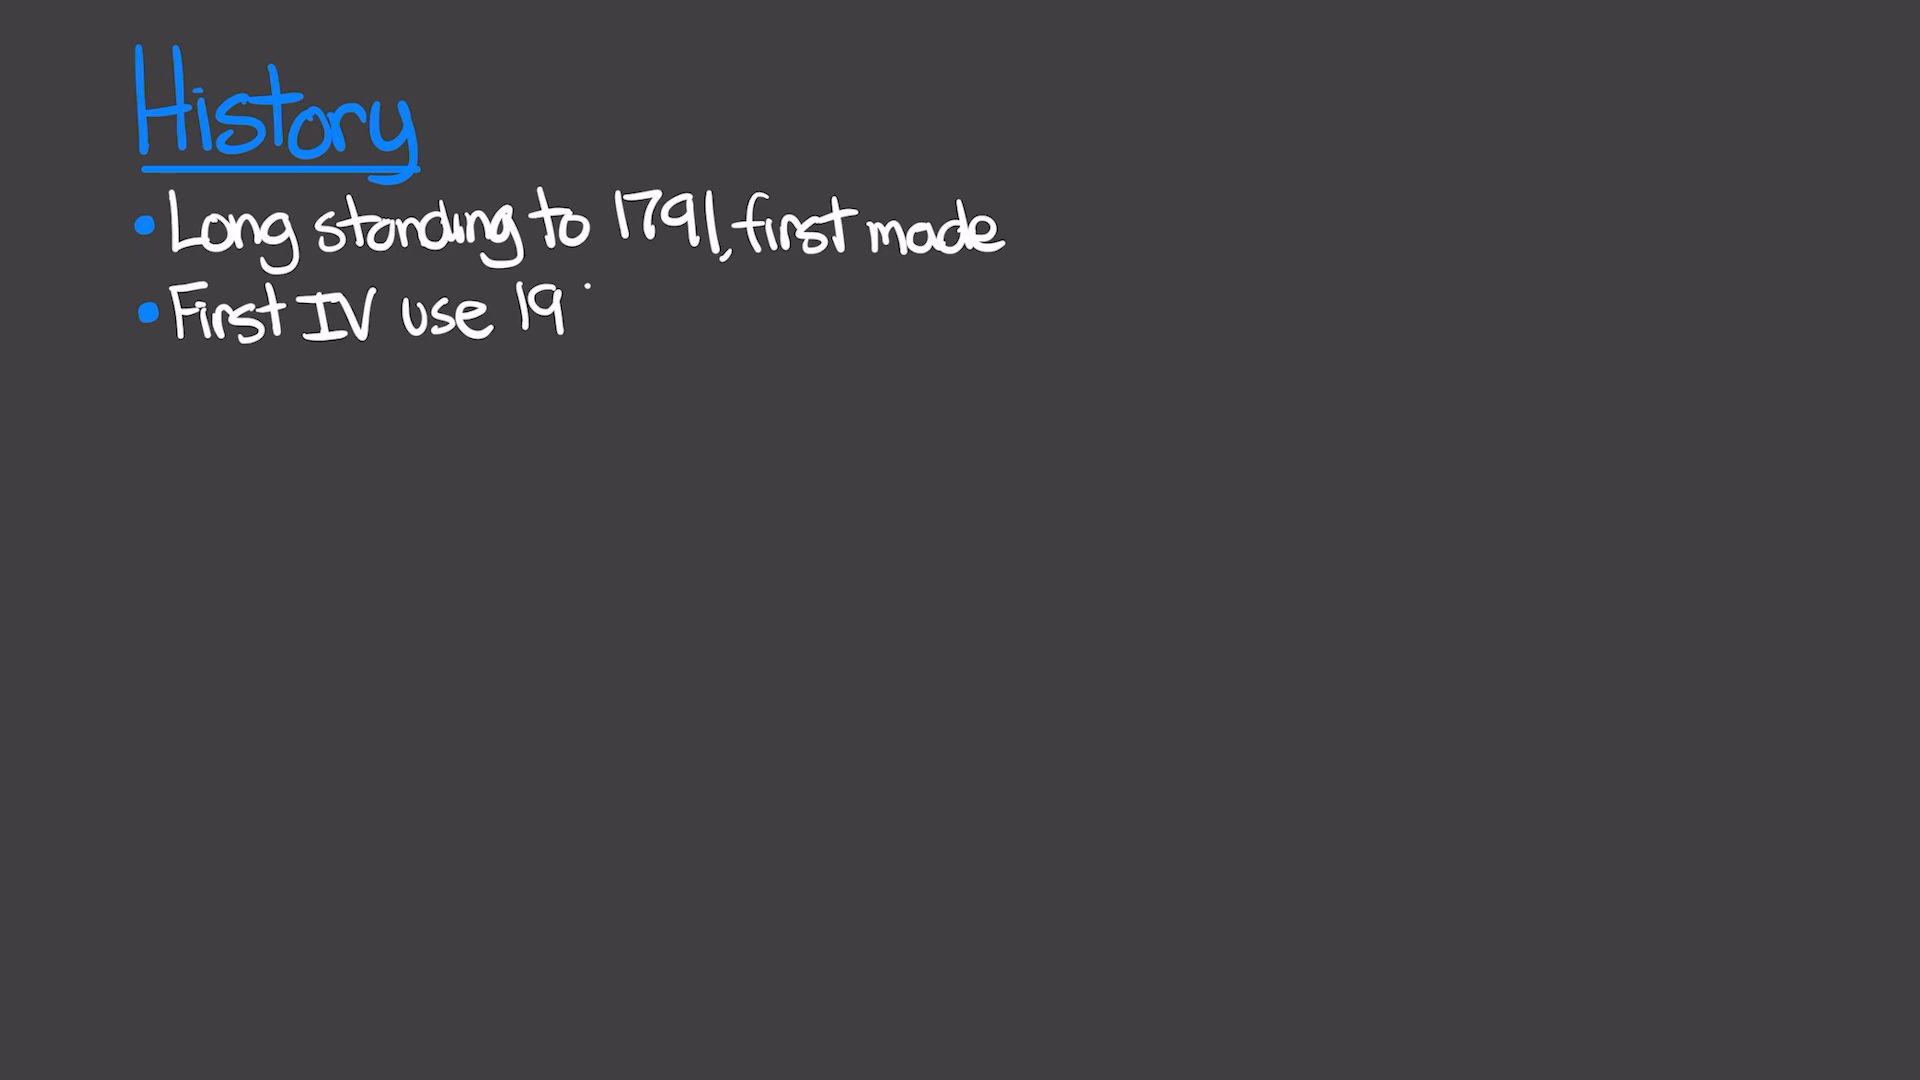 History
• Long standing to 1791, first made
• First IV use 19